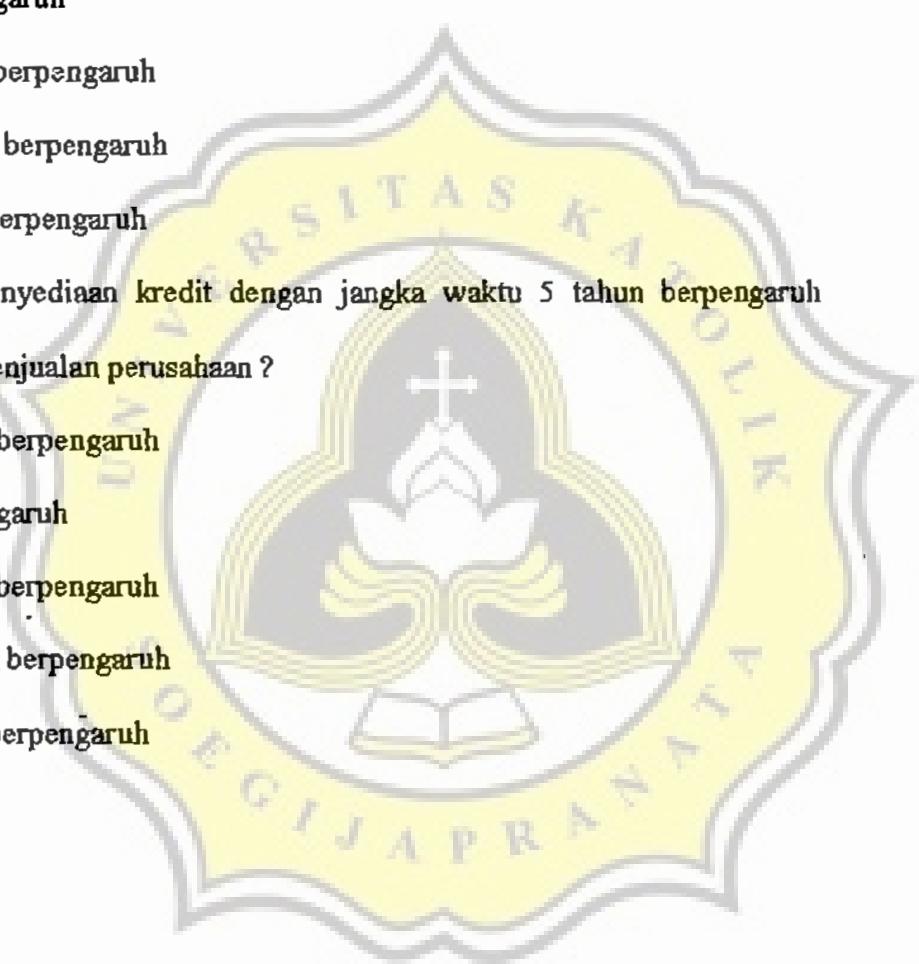 garuh
berpengaruh
berpengaruh
erpengaruh
nyediaan kredit dengan jangka waktu 5 tahun berpengaruh
enjualan perusahaan ?
berpengaruh
garuh
berpengaruh
berpengaruh
erpengaruh
UNIVERSITAS KATOLIK
SOEGIJAPRANATA